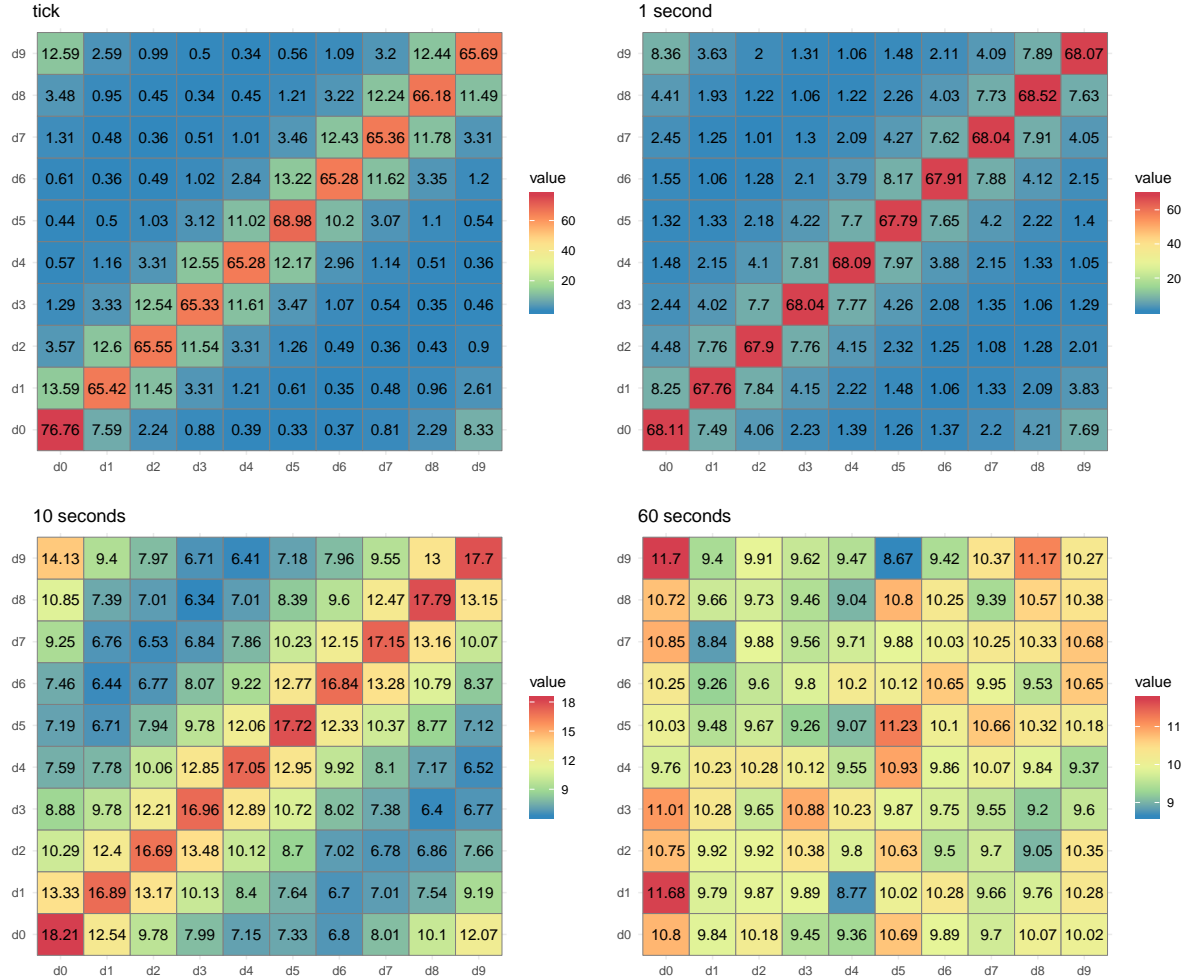 tick
d9 12.59 2.59 0.99 0.5 0.34 0.56 1.09 3.2 12.44 65.69
d8 3.48 0.95 0.45 0.34 0.45 1.21 3.22 12.24 66.18 11.49
d7 1.31 0.48 0.36 0.51 1.01 3.46 12.43 65.36 11.78 3.31
d6 0.61 0.36 0.49 1.02 2.84 13.22 65.28 11.62 3.35 1.2
d5 0.44 0.5 1.03 3.12 11.02 68.98 10.2 3.07 1.1 0.54
d4 0.57 1.16 3.31 12.55 65.28 12.17 2.96 1.14 0.51 0.36
d3 1.29 3.33 12.54 65.33 11.61 3.47 1.07 0.54 0.35 0.46
d2 3.57 12.6 65.55 11.54 3.31 1.26 0.49 0.36 0.43 0.9
d1 13.59 65.42 11.45 3.31 1.21 0.61 0.35 0.48 0.96 2.61
d0 76.76 7.59 2.24 0.88 0.39 0.33 0.37 0.81 2.29 8.33
d0 d1 d2 d3 d4 d5 d6 d7 d8 d9
value
60
40
20
1 second
d9 8.36 3.63 2 1.31 1.06 1.48 2.11 4.09 7.89 68.07
d8 4.41 1.93 1.22 1.06 1.22 2.26 4.03 7.73 68.52 7.63
d7 2.45 1.25 1.01 1.3 2.09 4.27 7.62 68.04 7.91 4.05
d6 1.55 1.06 1.28 2.1 3.79 8.17 67.91 7.88 4.12 2.15
d5 1.32 1.33 2.18 4.22 7.7 67.79 7.65 4.2 2.22 1.4
d4 1.48 2.15 4.1 7.81 68.09 7.97 3.88 2.15 1.33 1.05
d3 2.44 4.02 7.7 68.04 7.77 4.26 2.08 1.35 1.06 1.29
d2 4.48 7.76 67.9 7.76 4.15 2.32 1.25 1.08 1.28 2.01
d1 8.25 67.76 7.84 4.15 2.22 1.48 1.06 1.33 2.09 3.83
d0 68.11 7.49 4.06 2.23 1.39 1.26 1.37 2.2 4.21 7.69
d0 d1 d2 d3 d4 d5 d6 d7 d8 d9
value
60
40
20
10 seconds
d9 14.13 9.4 7.97 6.71 6.41 7.18 7.96 9.55 13 17.7
d8 10.85 7.39 7.01 6.34 7.01 8.39 9.6 12.47 17.79 13.15
d7 9.25 6.76 6.53 6.84 7.86 10.23 12.15 17.15 13.16 10.07
d6 7.46 6.44 6.77 8.07 9.22 12.77 16.84 13.28 10.79 8.37
d5 7.19 6.71 7.94 9.78 12.06 17.72 12.33 10.37 8.77 7.12
d4 7.59 7.78 10.06 12.85 17.05 12.95 9.92 8.1 7.17 6.52
d3 8.88 9.78 12.21 16.96 12.89 10.72 8.02 7.38 6.4 6.77
d2 10.29 12.4 16.69 13.48 10.12 8.7 7.02 6.78 6.86 7.66
d1 13.33 16.89 13.17 10.13 8.4 7.64 6.7 7.01 7.54 9.19
d0 18.21 12.54 9.78 7.99 7.15 7.33 6.8 8.01 10.1 12.07
d0 d1 d2 d3 d4 d5 d6 d7 d8 d9
value
18
15
12
9
60 seconds
d9 11.7 9.4 9.91 9.62 9.47 8.67 9.42 10.37 11.17 10.27
d8 10.72 9.66 9.73 9.46 9.04 10.8 10.25 9.39 10.57 10.38
d7 10.85 8.84 9.88 9.56 9.71 9.88 10.03 10.25 10.33 10.68
d6 10.25 9.26 9.6 9.8 10.2 10.12 10.65 9.95 9.53 10.65
d5 10.03 9.48 9.67 9.26 9.07 11.23 10.1 10.66 10.32 10.18
d4 9.76 10.23 10.28 10.12 9.55 10.93 9.86 10.07 9.84 9.37
d3 11.01 10.28 9.65 10.88 10.23 9.87 9.75 9.55 9.2 9.6
d2 10.75 9.92 9.92 10.38 9.8 10.63 9.5 9.7 9.05 10.35
d1 11.68 9.79 9.87 9.89 8.77 10.02 10.28 9.66 9.76 10.28
d0 10.8 9.84 10.18 9.45 9.36 10.69 9.89 9.7 10.07 10.02
d0 d1 d2 d3 d4 d5 d6 d7 d8 d9
value
11
10
9